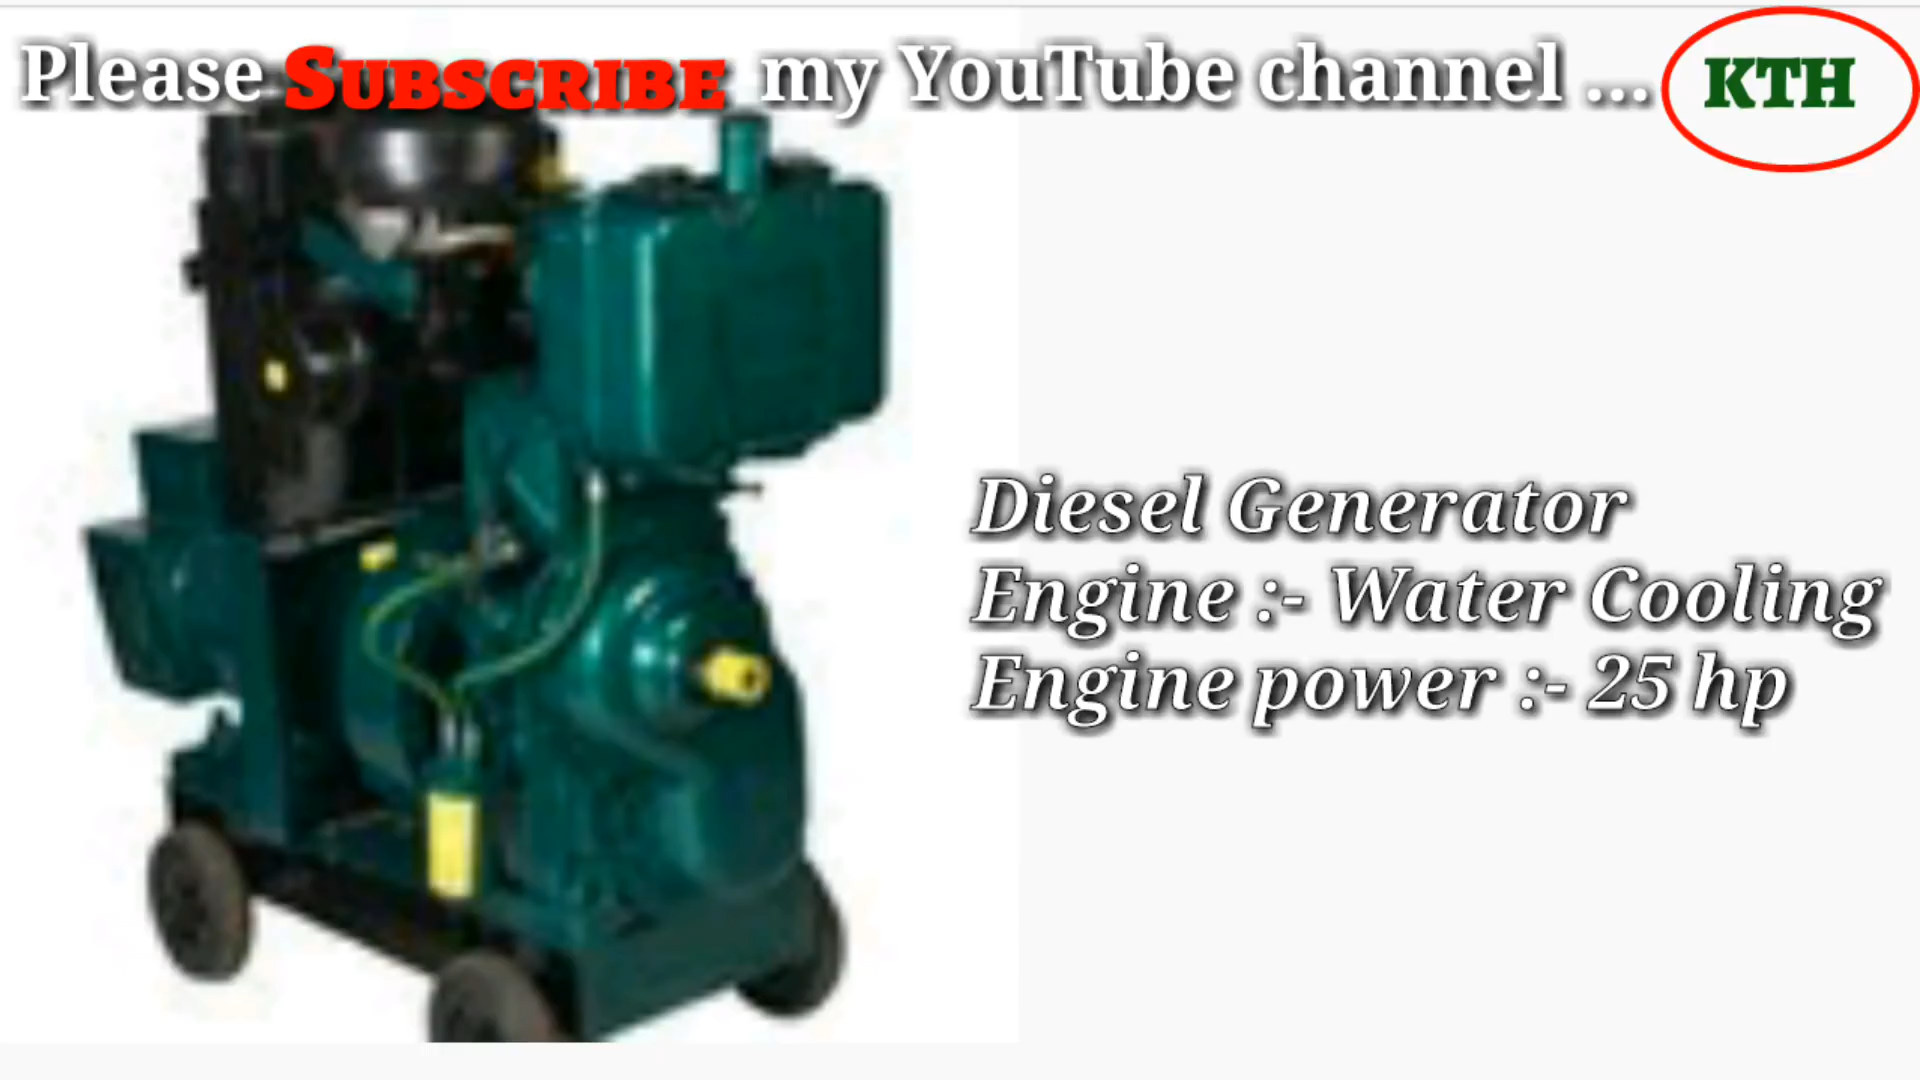 Please SUBSCRIBE my YouTube channel ... KTH
Diesel Generator
Engine :- Water Cooling
Engine power :- 25 hp